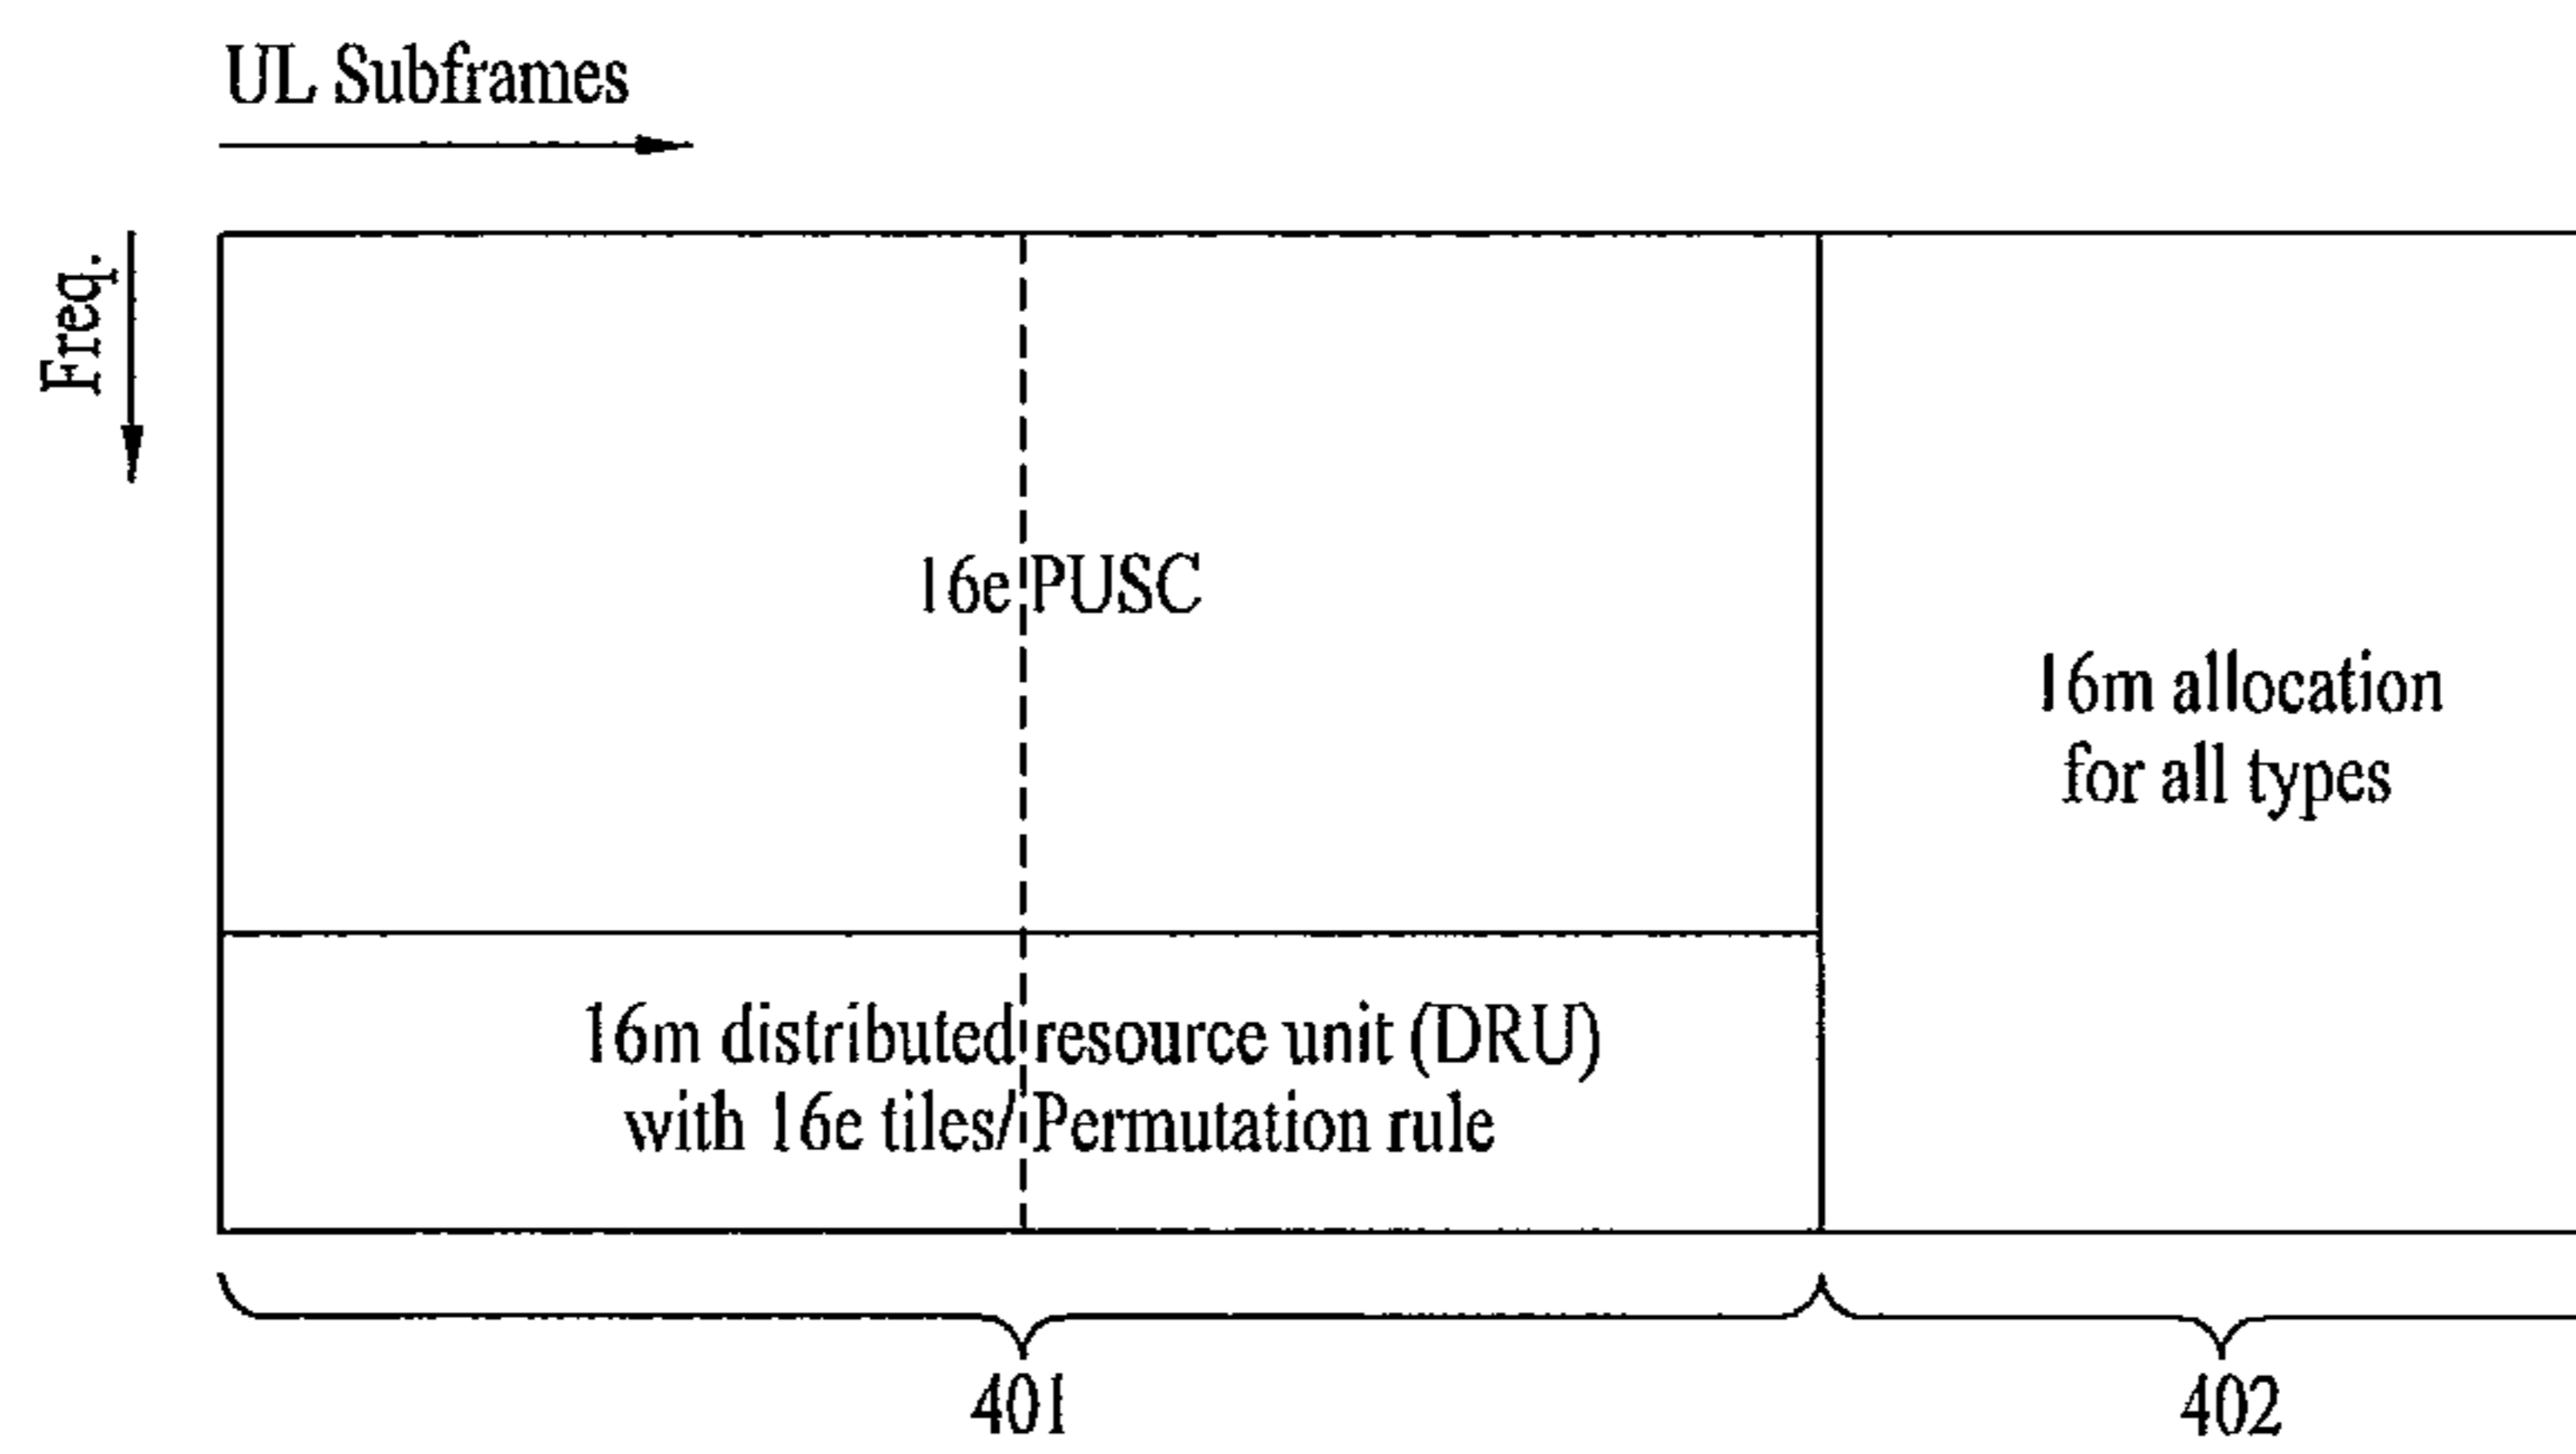 UL Subframes
Freq.
16e PUSC
16m allocation
for all types
16m distributed resource unit (DRU)
with 16e tiles/ Permutation rule
401
402